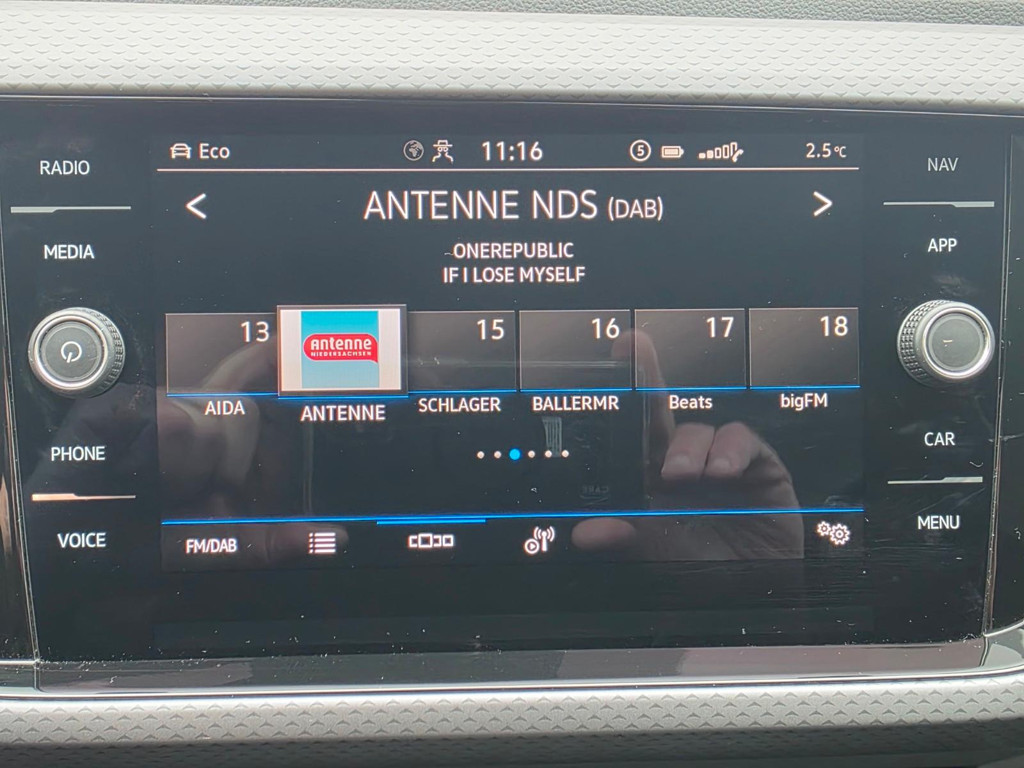 RADIO
MEDIA
PHONE
VOICE
Eco
11:16
5
2.5°C
ANTENNE NDS (DAB)
ONEREPUBLIC
IF I LOSE MYSELF
13
Antenne
NIEDERSACHSEN
15
16
17
18
AIDA
ANTENNE
SCHLAGER
BALLERMR
Beats
bigFM
FM/DAB
NAV
APP
CAR
MENU